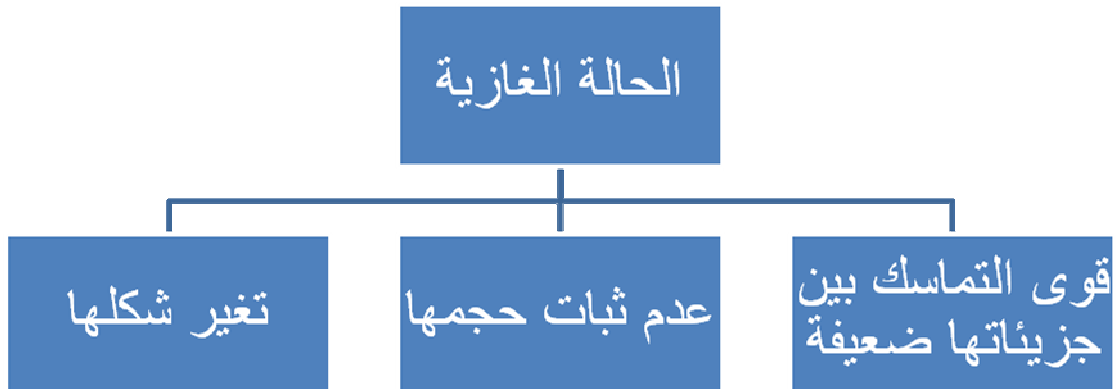 الحالة الغازية
قوى التماسك بين
جزيئاتها ضعيفة
عدم ثبات حجمها
تغير شكلها